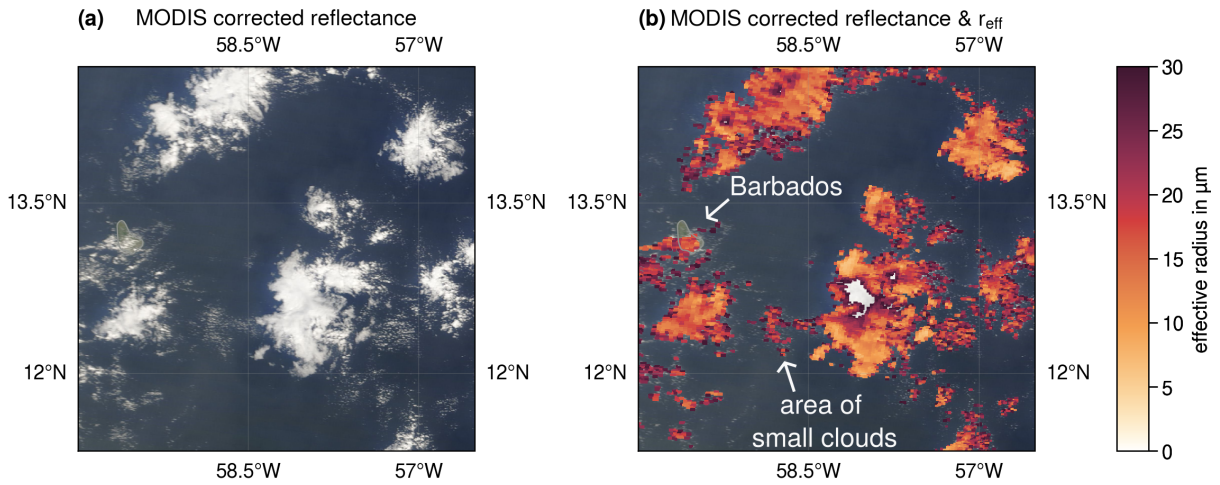 (a) MODIS corrected reflectance
58.5°W 57°W
13.5°N 13.5°N
12°N 12°N
58.5°W 57°W
(b) MODIS corrected reflectance & reff
58.5°W 57°W
13.5°N 13.5°N
Barbados
12°N 12°N
area of
small clouds
58.5°W 57°W
30
25
20
15
10
5
0
effective radius in µm